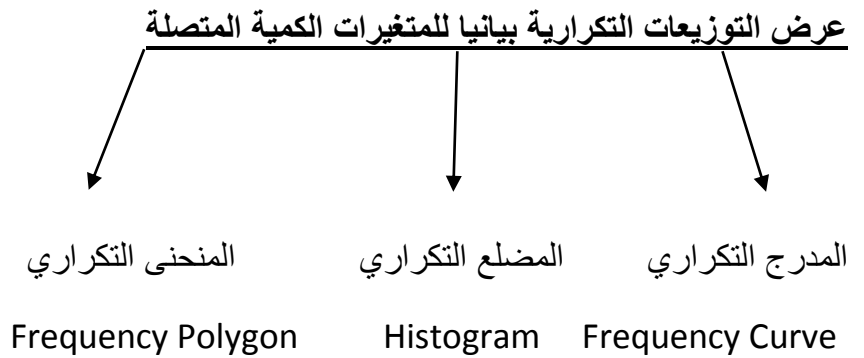 عرض التوزيعات التكرارية بيانيا للمتغيرات الكمية المتصلة
المدرج التكراري المضلع التكراري المنحنى التكراري
Frequency Polygon Histogram Frequency Curve